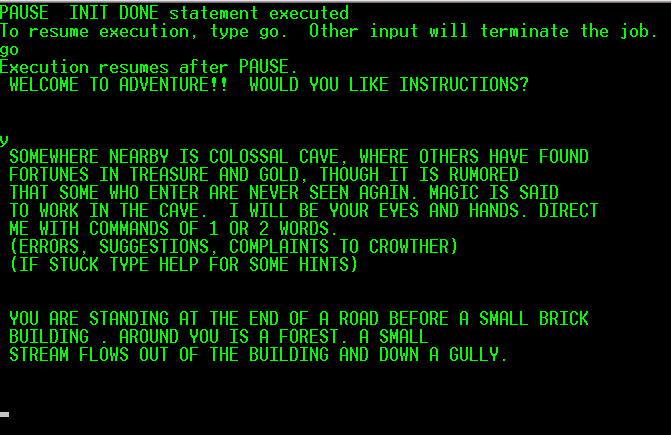 PAUSE  INIT DONE statement executed
To resume execution, type go.  Other input will terminate the job.
go
Execution resumes after PAUSE.
WELCOME TO ADVENTURE!!  WOULD YOU LIKE INSTRUCTIONS?
y
SOMEWHERE NEARBY IS COLOSSAL CAVE, WHERE OTHERS HAVE FOUND
FORTUNES IN TREASURE AND GOLD, THOUGH IT IS RUMORED
THAT SOME WHO ENTER ARE NEVER SEEN AGAIN. MAGIC IS SAID
TO WORK IN THE CAVE.  I WILL BE YOUR EYES AND HANDS. DIRECT
ME WITH COMMANDS OF 1 OR 2 WORDS.
(ERRORS, SUGGESTIONS, COMPLAINTS TO CROWTHER)
(IF STUCK TYPE HELP FOR SOME HINTS)
YOU ARE STANDING AT THE END OF A ROAD BEFORE A SMALL BRICK
BUILDING . AROUND YOU IS A FOREST. A SMALL
STREAM FLOWS OUT OF THE BUILDING AND DOWN A GULLY.